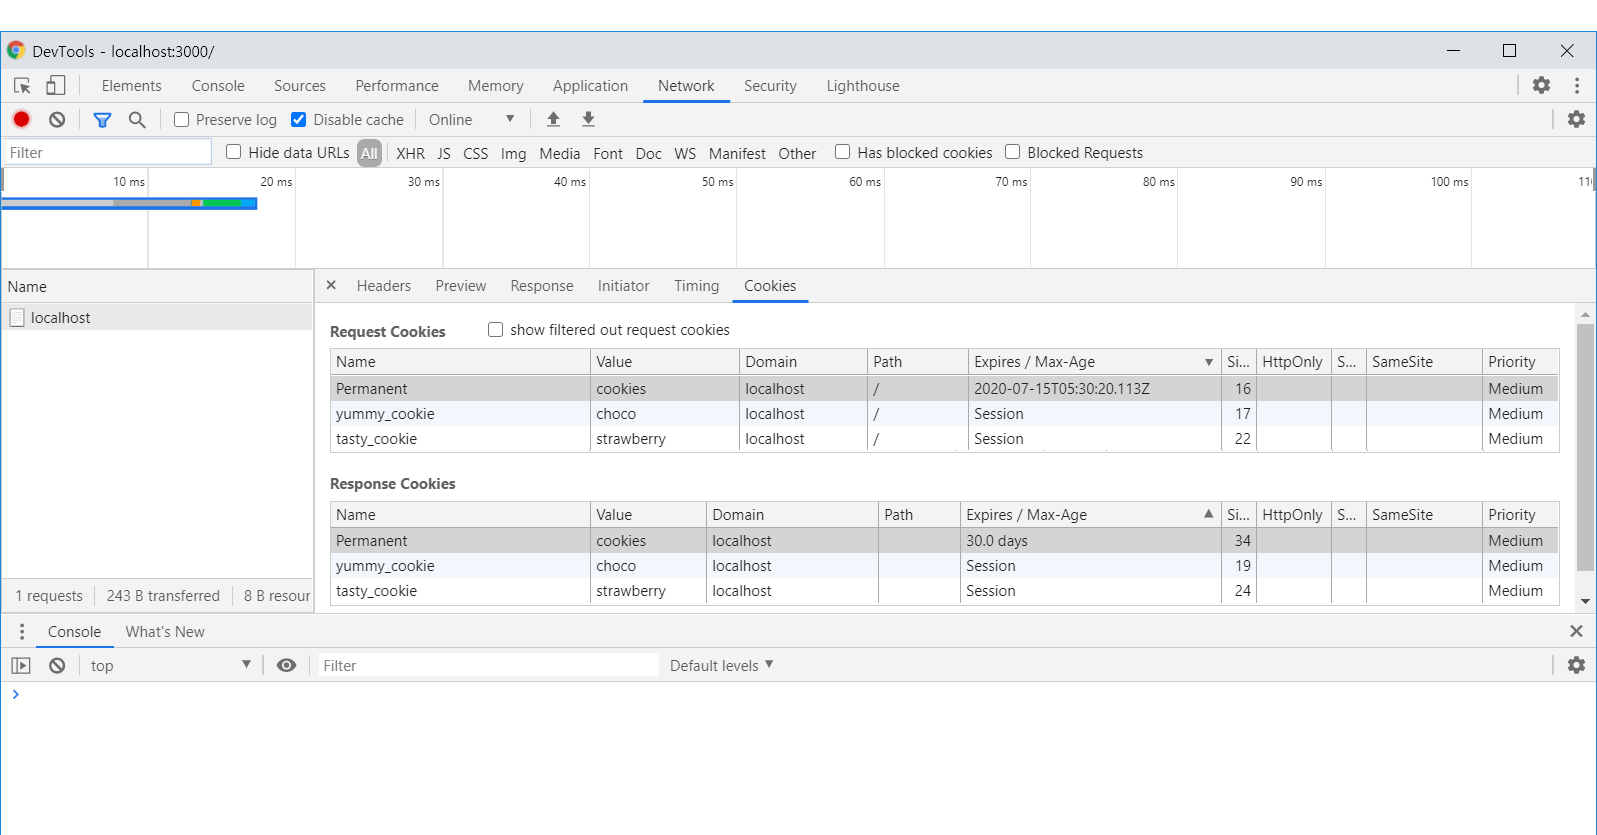 DevTools - localhost:3000/
Elements Console Sources Performance Memory Application Network Security Lighthouse
Preserve log Disable cache Online
Filter Hide data URLs All XHR JS CSS Img Media Font Doc WS Manifest Other Has blocked cookies Blocked Requests
10 ms 20 ms 30 ms 40 ms 50 ms 60 ms 70 ms 80 ms 90 ms 100 ms 11
Name
localhost
1 requests 243 B transferred 8 B resour
Headers Preview Response Initiator Timing Cookies
Request Cookies show filtered out request cookies
Name Value Domain Path Expires / Max-Age Si... HttpOnly S... SameSite Priority
Permanent cookies localhost / 2020-07-15T05:30:20.113Z 16 Medium
yummy_cookie choco localhost / Session 17 Medium
tasty_cookie strawberry localhost / Session 22 Medium
Response Cookies
Name Value Domain Path Expires / Max-Age Si... HttpOnly S... SameSite Priority
Permanent cookies localhost 30.0 days 34 Medium
yummy_cookie choco localhost Session 19 Medium
tasty_cookie strawberry localhost Session 24 Medium
Console What's New
top Filter Default levels